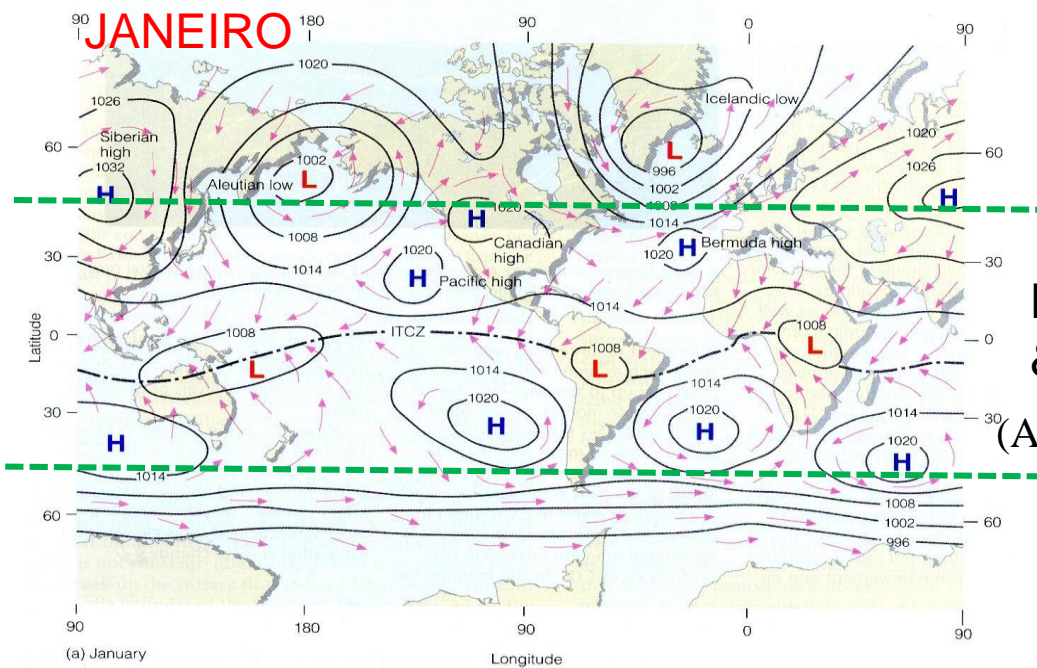 JANEIRO
90 180 90 0 90
1020
1026
Siberian
high
1032
H
60
Aleutian low
1002
L
1008
1014
1020
H
Canadian
high
1020
H
Pacific high
Icelandic low
L
996
1002
1008
1014
1020
H
Bermuda high
1020
1026
H
60
30
30
1014
Latitude
0
1008
L
ITCZ
1008
L
1008
L
0
30
H
1014
1014
1020
H
1014
1020
H
1014
1020
H
30
(A
60
1008
1002
996
60
90
90 180 90 0 90
(a) January
Longitude